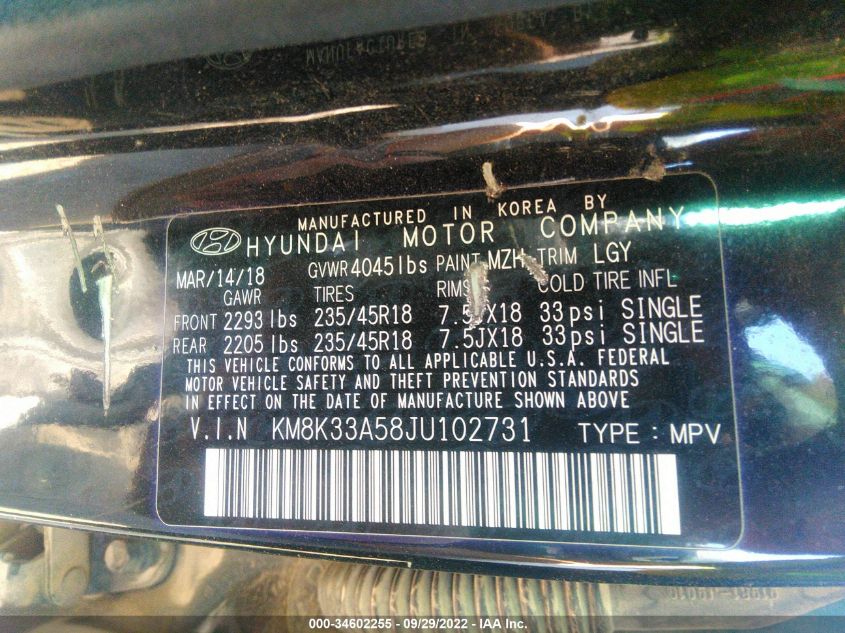 MANUFACTURED IN KOREA BY
HYUNDAI MOTOR COMPANY
MAR/14/18 GVWR 4045lbs PAINT MZH TRIM LGY
GAWR TIRES RIMS COLD TIRE INFL
FRONT 2293 lbs 235/45R18 7.5JX18 33psi SINGLE
REAR 2205 lbs 235/45R18 7.5JX18 33psi SINGLE
THIS VEHICLE CONFORMS TO ALL APPLICABLE U.S.A. FEDERAL
MOTOR VEHICLE SAFETY AND THEFT PREVENTION STANDARDS
IN EFFECT ON THE DATE OF MANUFACTURE SHOWN ABOVE
V.I.N KM8K33A58JU102731 TYPE : MPV
000-34602255 - 09/29/2022 - IAA Inc.